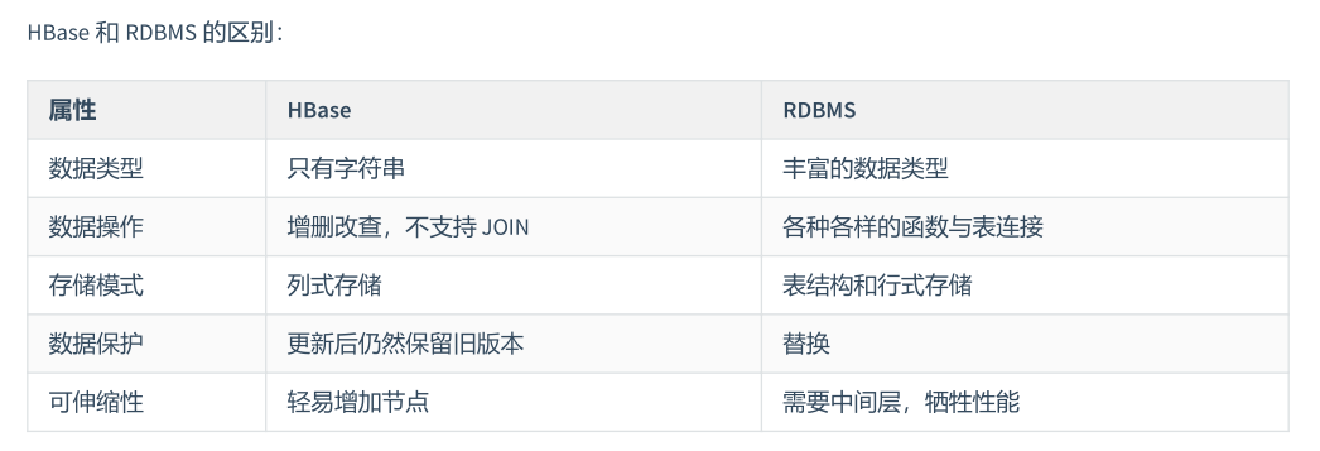 HBase 和 RDBMS 的区别：
属性 HBase RDBMS
数据类型 只有字符串 丰富的数据类型
数据操作 增删改查，不支持 JOIN 各种各样的函数与表连接
存储模式 列式存储 表结构和行式存储
数据保护 更新后仍然保留旧版本 替换
可伸缩性 轻易增加节点 需要中间层，牺牲性能